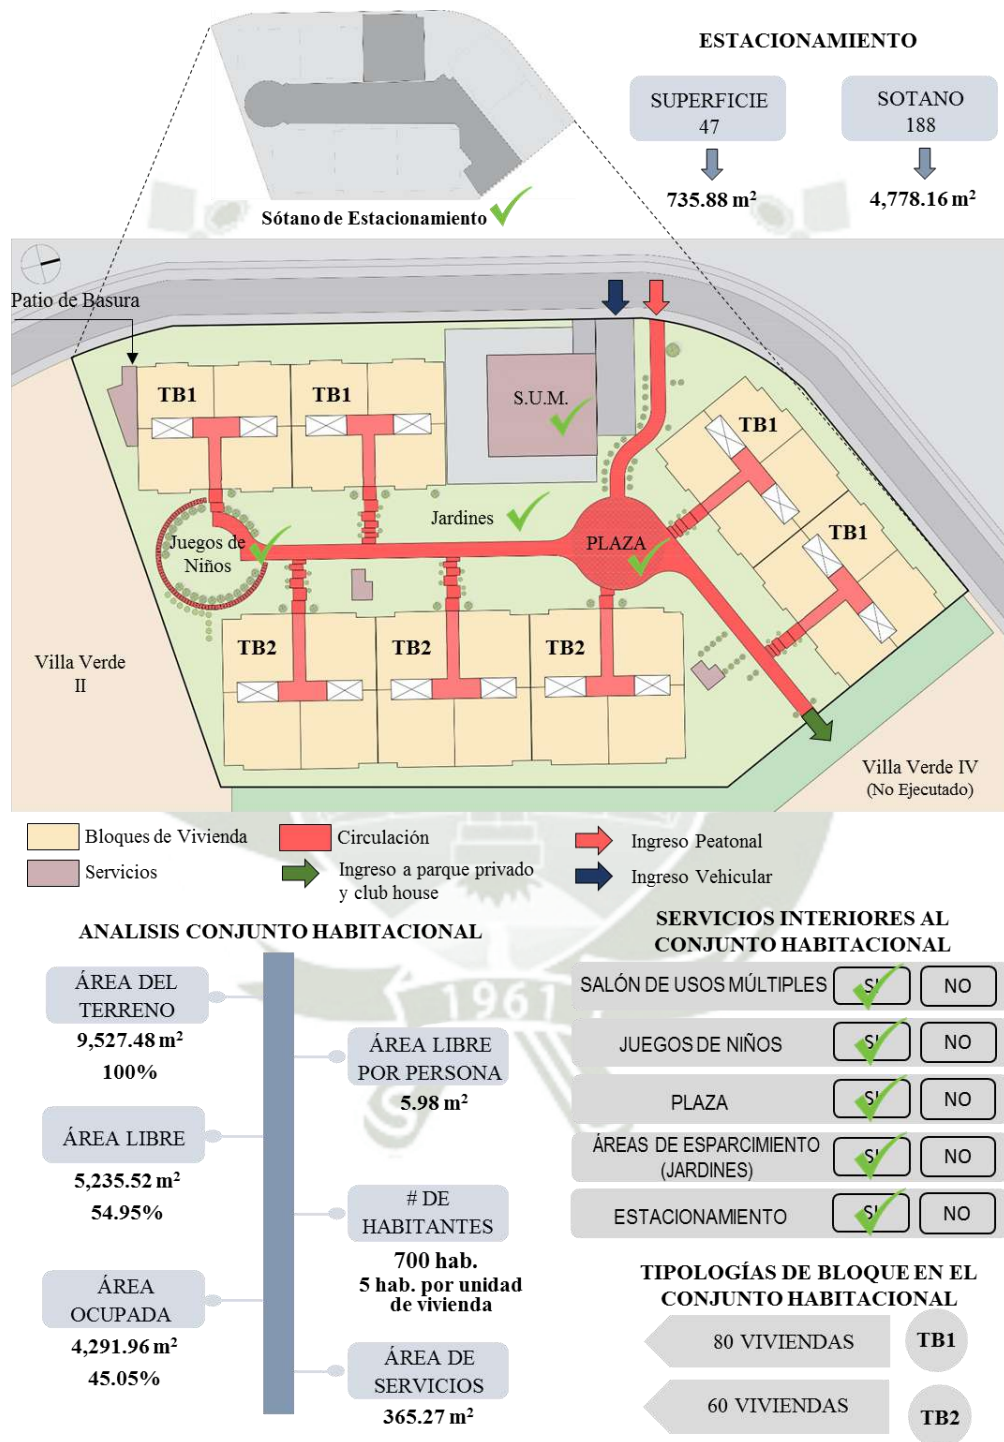 ESTACIONAMIENTO
SUPERFICIE
47
SOTANO
188
735.88 m²
4,778.16 m²
Sótano de Estacionamiento
Patio de Basura
TB1
TB1
S.U.M.
TB1
TB1
Jardines
Juegos de
Niños
PLAZA
TB2
TB2
TB2
Villa Verde
II
Villa Verde IV
(No Ejecutado)
Bloques de Vivienda
Circulación
Ingreso Peatonal
Servicios
Ingreso a parque privado
y club house
Ingreso Vehicular
ANALISIS CONJUNTO HABITACIONAL
ÁREA DEL
TERRENO
9,527.48 m²
100%
ÁREA LIBRE
POR PERSONA
5.98 m²
ÁREA LIBRE
5,235.52 m²
54.95%
# DE
HABITANTES
700 hab.
5 hab. por unidad
de vivienda
ÁREA
OCUPADA
4,291.96 m²
45.05%
ÁREA DE
SERVICIOS
365.27 m²
1961
SERVICIOS INTERIORES AL
CONJUNTO HABITACIONAL
SALÓN DE USOS MÚLTIPLES SI NO
JUEGOS DE NIÑOS SI NO
PLAZA SI NO
ÁREAS DE ESPARCIMIENTO
(JARDINES) SI NO
ESTACIONAMIENTO SI NO
TIPOLOGÍAS DE BLOQUE EN EL
CONJUNTO HABITACIONAL
80 VIVIENDAS TB1
60 VIVIENDAS TB2